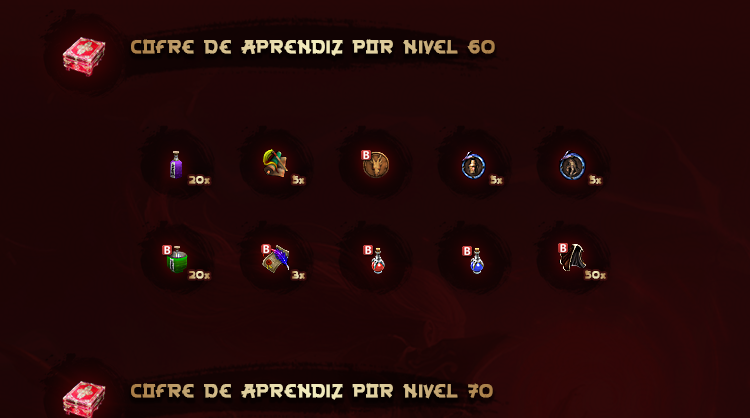 COFRE DE APRENDIZ POR NIVEL 60
20x
5x
B
5x
5x
B
20x
B
3x
B
B
B
50x
COFRE DE APRENDIZ POR NIVEL 70